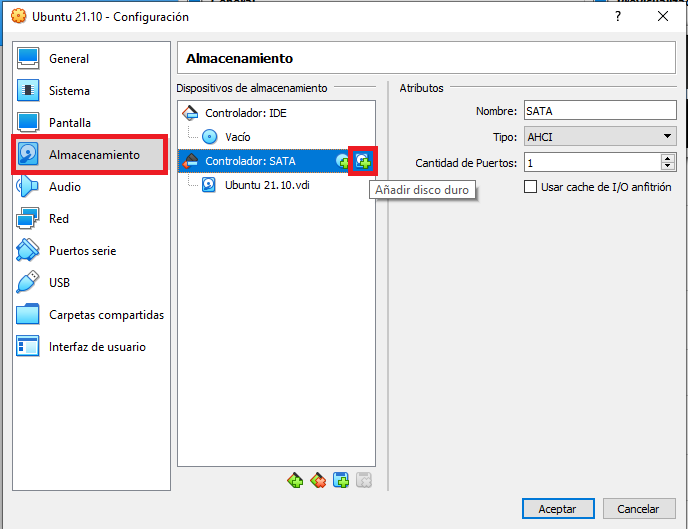 Ubuntu 21.10 - Configuración
General
Sistema
Pantalla
Almacenamiento
Audio
Red
Puertos serie
USB
Carpetas compartidas
Interfaz de usuario
Almacenamiento
Dispositivos de almacenamiento
Controlador: IDE
Vacío
Controlador: SATA
Ubuntu 21.10.vdi
Añadir disco duro
Atributos
Nombre: SATA
Tipo: AHCI
Cantidad de Puertos: 1
Usar cache de I/O anfitrión
Aceptar
Cancelar